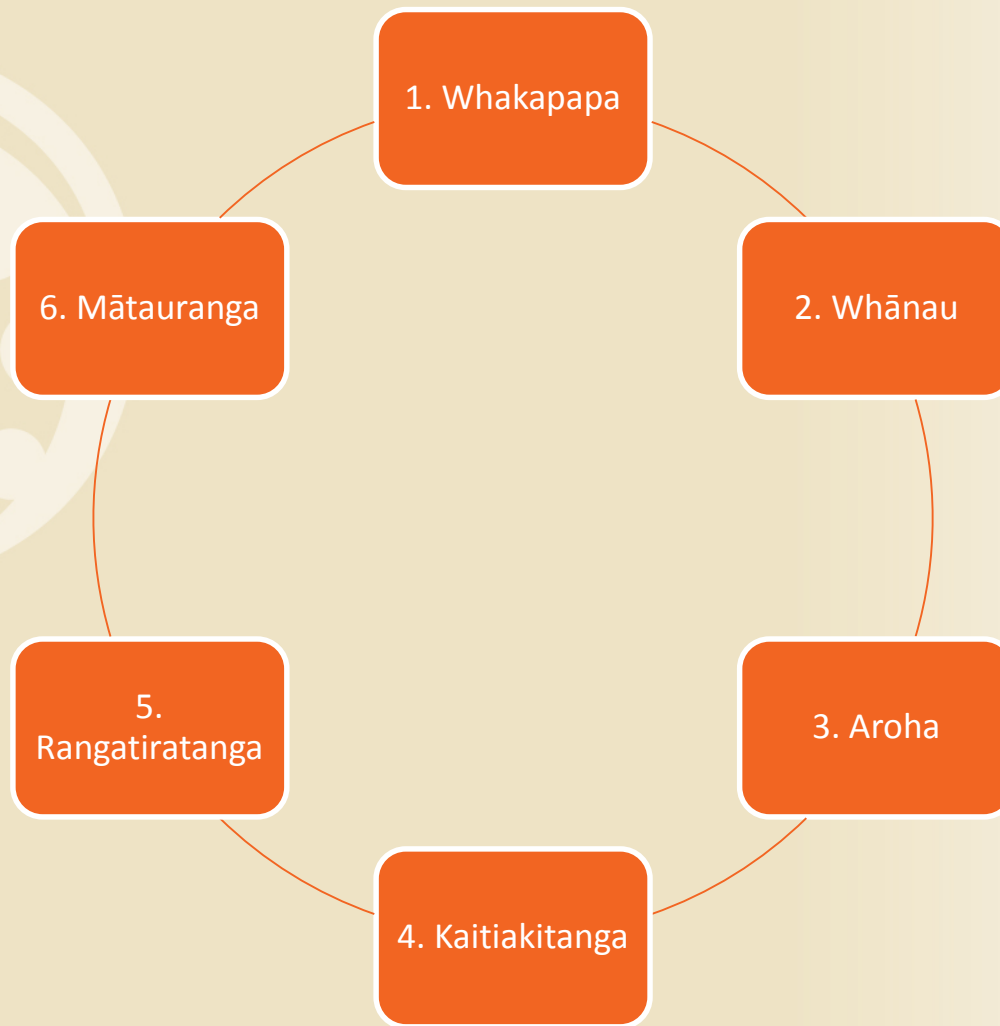 1. Whakapapa
2. Whānau
3. Aroha
4. Kaitiakitanga
5.
Rangatiratanga
6. Mātauranga